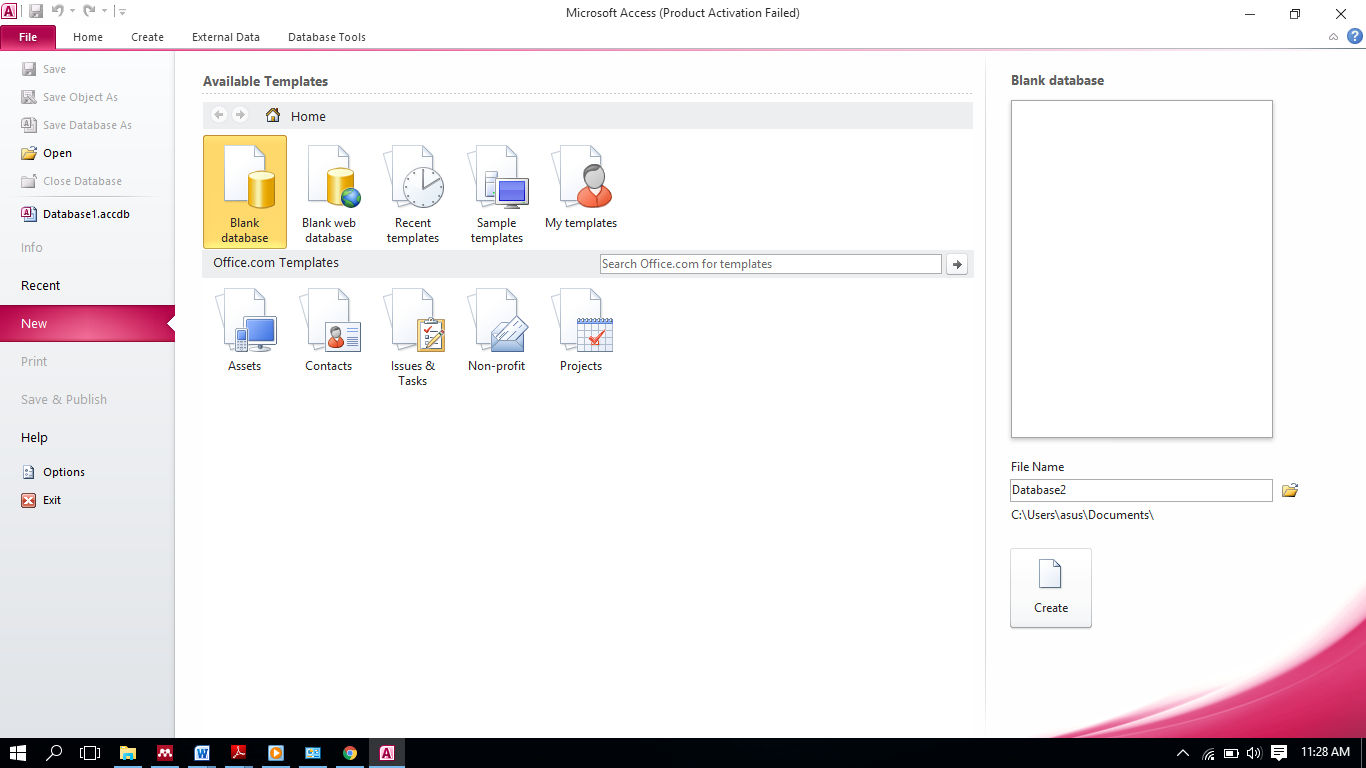 Microsoft Access (Product Activation Failed)
File Home Create External Data Database Tools
Save
Save Object As
Save Database As
Open
Close Database
Database1.accdb
Info
Recent
New
Print
Save & Publish
Help
Options
Exit
Available Templates
Home
Blank
database
Blank web
database
Recent
templates
Sample
templates
My templates
Office.com Templates
Search Office.com for templates
Assets
Contacts
Issues &
Tasks
Non-profit
Projects
Blank database
File Name
Database2
C:\Users\asus\Documents\
Create
11:28 AM